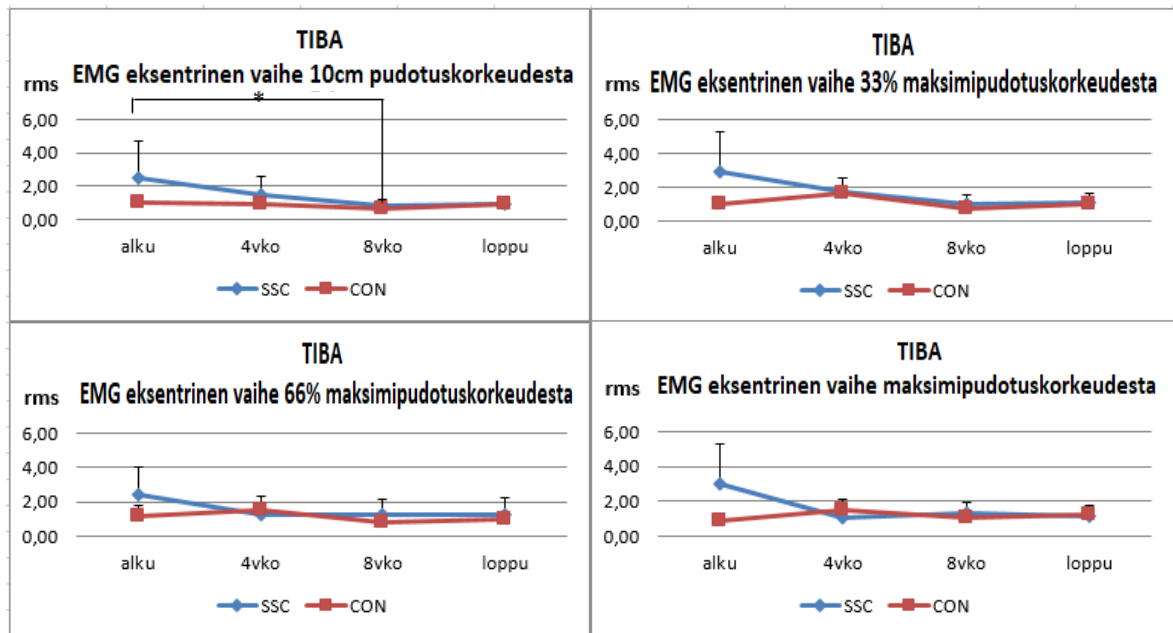 TIBA
EMG eksentrinen vaihe 10cm pudotuskorkeudesta
rms
*
6,00
4,00
2,00
0,00
alku 4vko 8vko loppu
SSC CON
TIBA
rms EMG eksentrinen vaihe 33% maksimipudotuskorkeudesta
6,00
4,00
2,00
0,00
alku 4vko 8vko loppu
SSC CON
TIBA
rms EMG eksentrinen vaihe 66% maksimipudotuskorkeudesta
6,00
4,00
2,00
0,00
alku 4vko 8vko loppu
SSC CON
TIBA
rms EMG eksentrinen vaihe maksimipudotuskorkeudesta
6,00
4,00
2,00
0,00
alku 4vko 8vko loppu
SSC CON